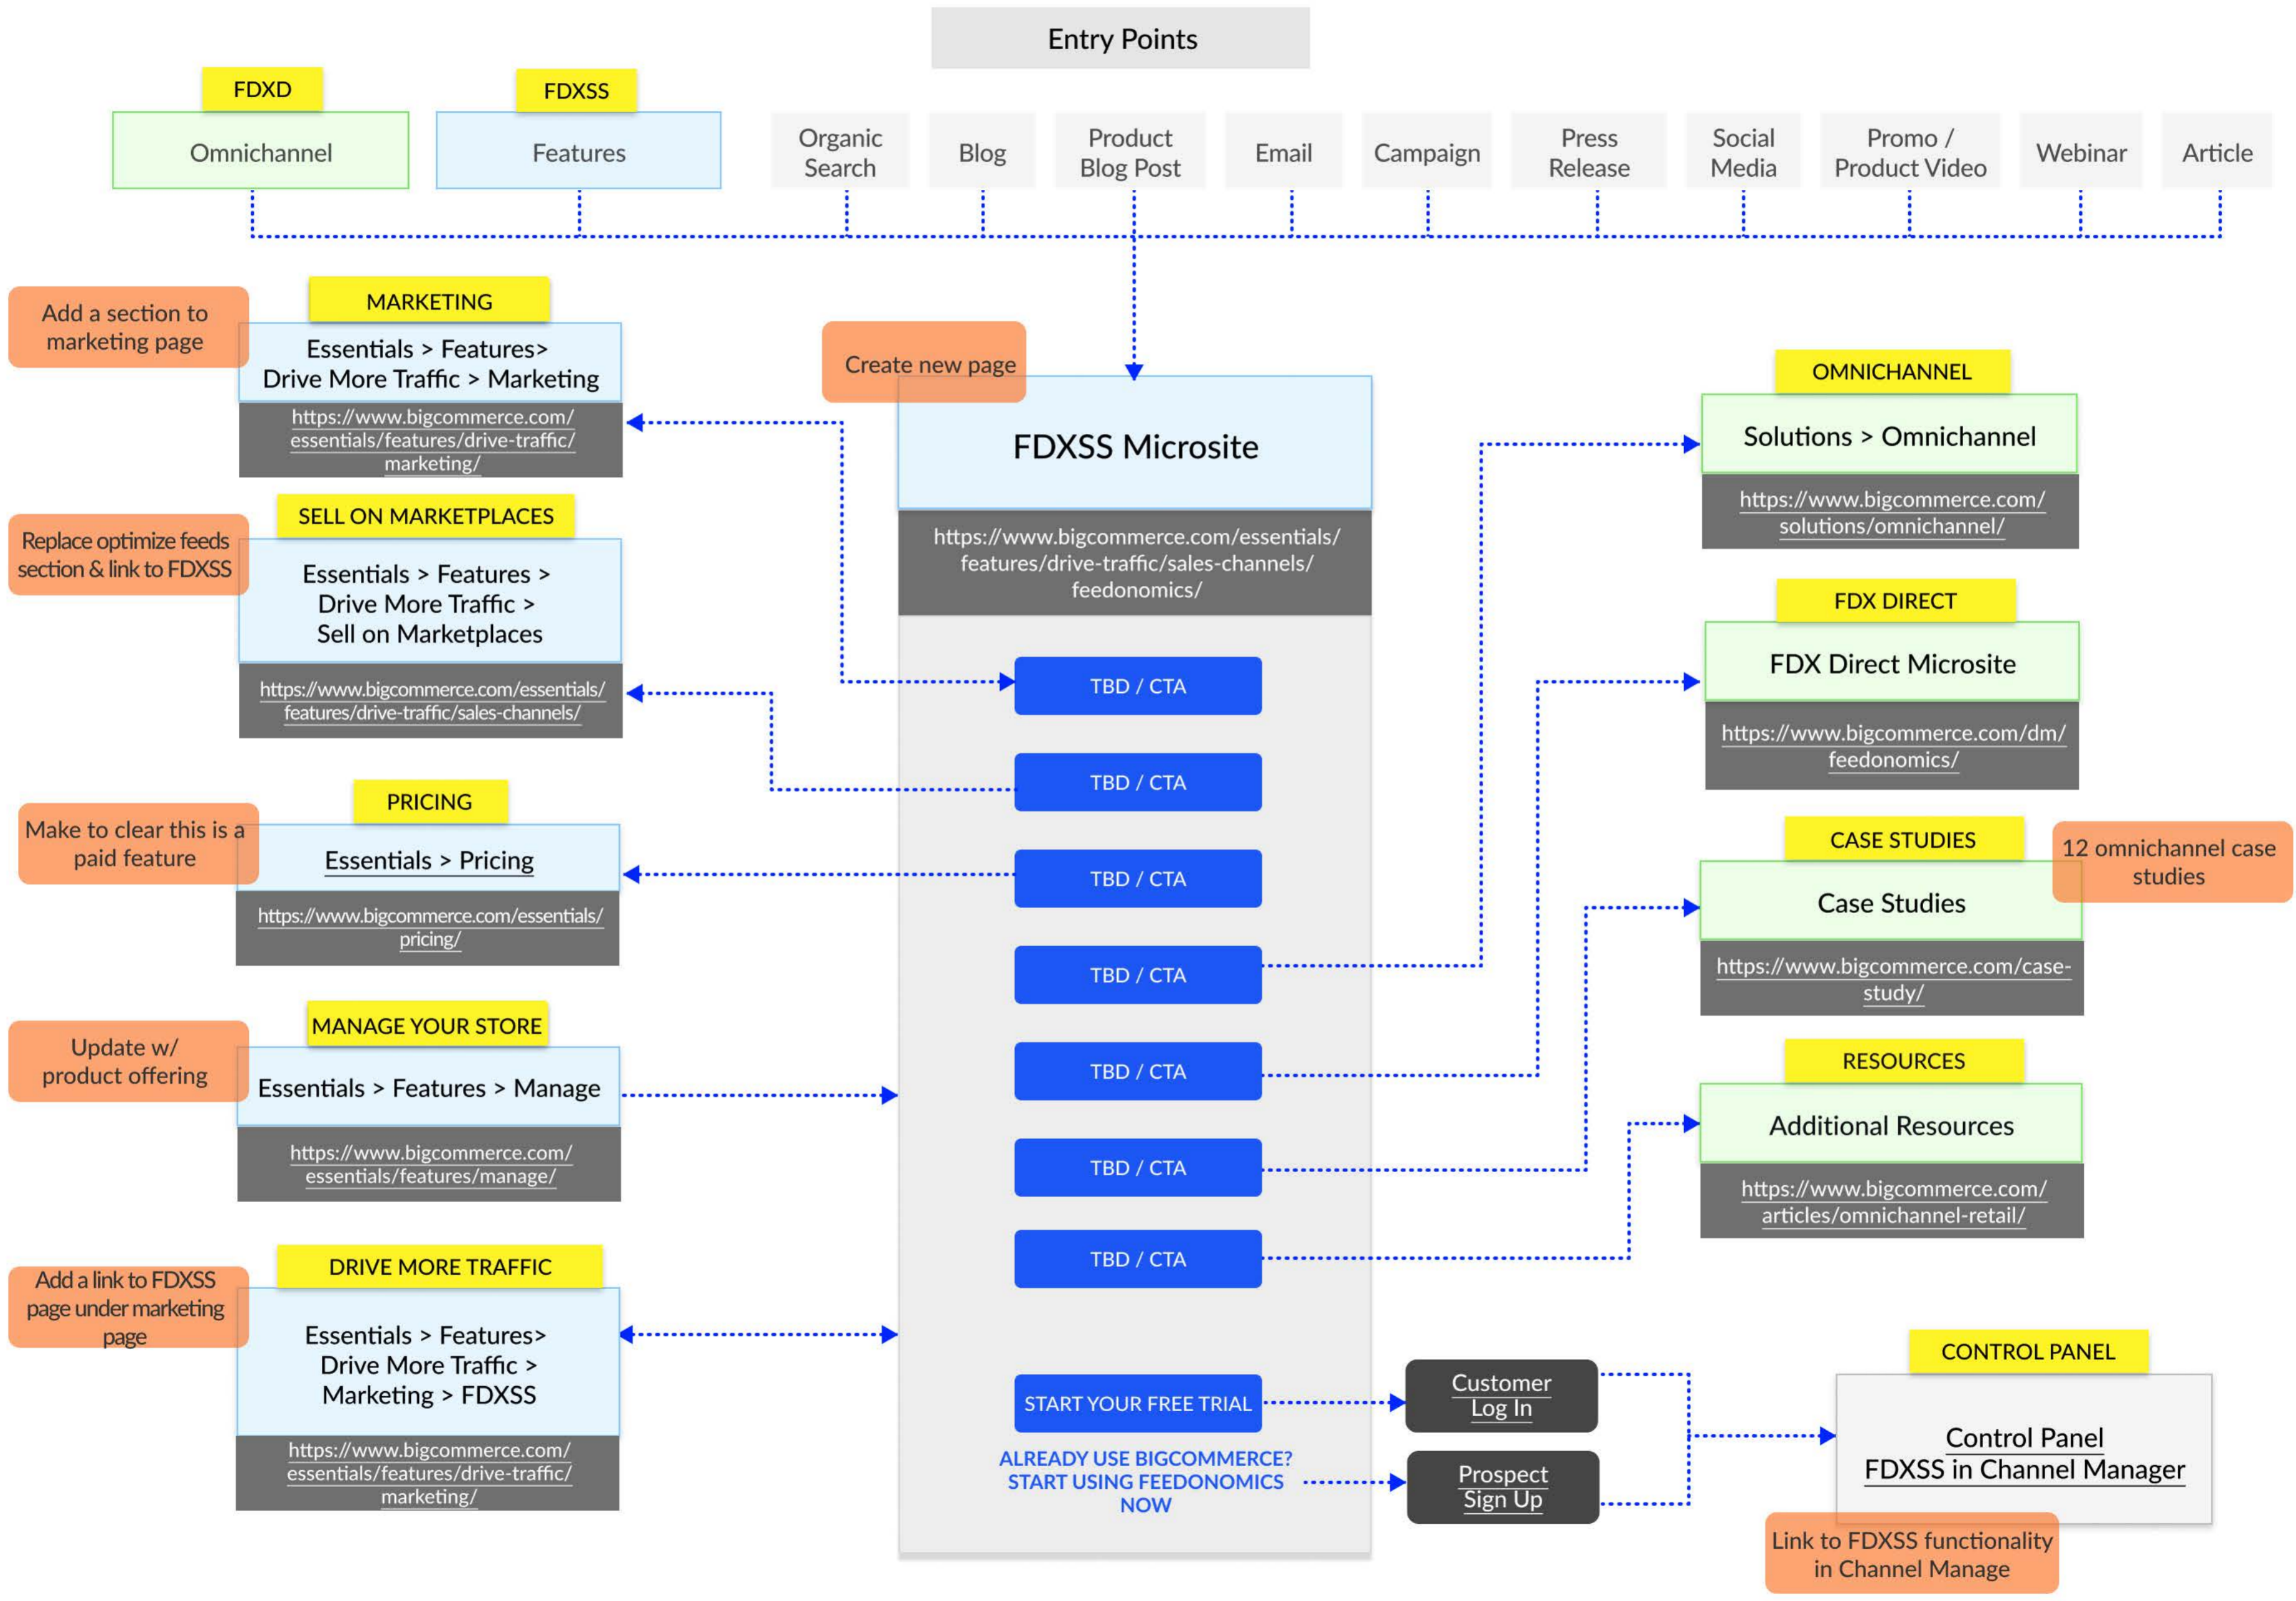 Entry Points
FDXD
Omnichannel
FDXSS
Features
Organic
Search
Blog
Product
Blog Post
Email
Campaign
Press
Release
Social
Media
Promo /
Product Video
Webinar
Article
Add a section to
marketing page
MARKETING
Essentials > Features>
Drive More Traffic > Marketing
https://www.bigcommerce.com/
essentials/features/drive-traffic/
marketing/
Replace optimize feeds
section & link to FDXSS
SELL ON MARKETPLACES
Essentials > Features >
Drive More Traffic >
Sell on Marketplaces
https://www.bigcommerce.com/essentials/
features/drive-traffic/sales-channels/
Make to clear this is a
paid feature
PRICING
Essentials > Pricing
https://www.bigcommerce.com/essentials/
pricing/
Update w/
product offering
MANAGE YOUR STORE
Essentials > Features > Manage
https://www.bigcommerce.com/
essentials/features/manage/
Add a link to FDXSS
page under marketing
page
DRIVE MORE TRAFFIC
Essentials > Features>
Drive More Traffic >
Marketing > FDXSS
https://www.bigcommerce.com/
essentials/features/drive-traffic/
marketing/
Create new page
FDXSS Microsite
https://www.bigcommerce.com/essentials/
features/drive-traffic/sales-channels/
feedonomics/
TBD / CTA
TBD / CTA
TBD / CTA
TBD / CTA
TBD / CTA
TBD / CTA
TBD / CTA
START YOUR FREE TRIAL
ALREADY USE BIGCOMMERCE?
START USING FEEDONOMICS
NOW
Customer
Log In
Prospect
Sign Up
OMNICHANNEL
Solutions > Omnichannel
https://www.bigcommerce.com/
solutions/omnichannel/
FDX DIRECT
FDX Direct Microsite
https://www.bigcommerce.com/dm/
feedonomics/
CASE STUDIES
12 omnichannel case
studies
Case Studies
https://www.bigcommerce.com/case-
study/
RESOURCES
Additional Resources
https://www.bigcommerce.com/
articles/omnichannel-retail/
CONTROL PANEL
Control Panel
FDXSS in Channel Manager
Link to FDXSS functionality
in Channel Manage